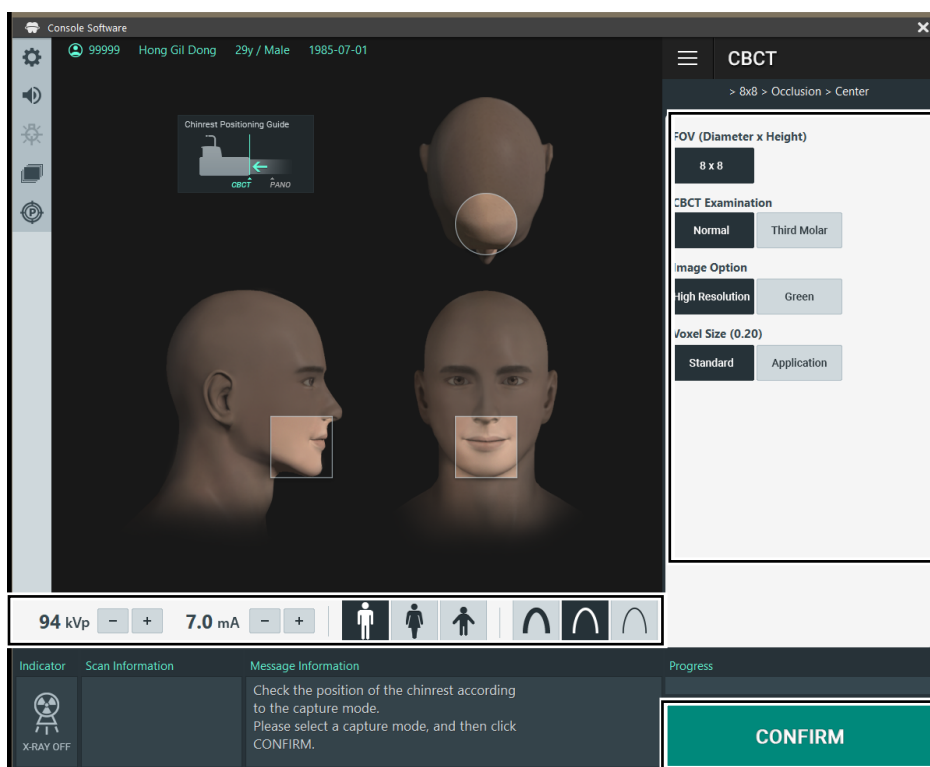 Console Software
99999 Hong Gil Dong 29y / Male 1985-07-01
Chinrest Positioning Guide
CBCT PANO
CBCT
> 8x8 > Occlusion > Center
FOV (Diameter x Height)
8 x 8
CBCT Examination
Normal Third Molar
Image Option
High Resolution Green
Voxel Size (0.20)
Standard Application
94 kVp - + 7.0 mA - +
Indicator Scan Information Message Information Progress
X-RAY OFF
Check the position of the chinrest according
to the capture mode.
Please select a capture mode, and then click
CONFIRM.
CONFIRM
P